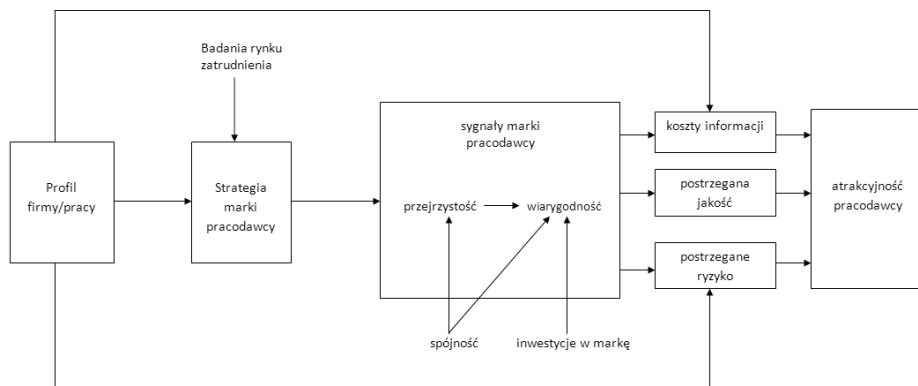 Badania rynku
zatrudnienia
Profil
firmy/pracy
Strategia
marki
pracodawcy
sygnały marki
pracodawcy
przejrzystość
wiarygodność
spójność
inwestycje w markę
koszty informacji
postrzegana
jakość
postrzegane
ryzyko
atrakcyjność
pracodawcy